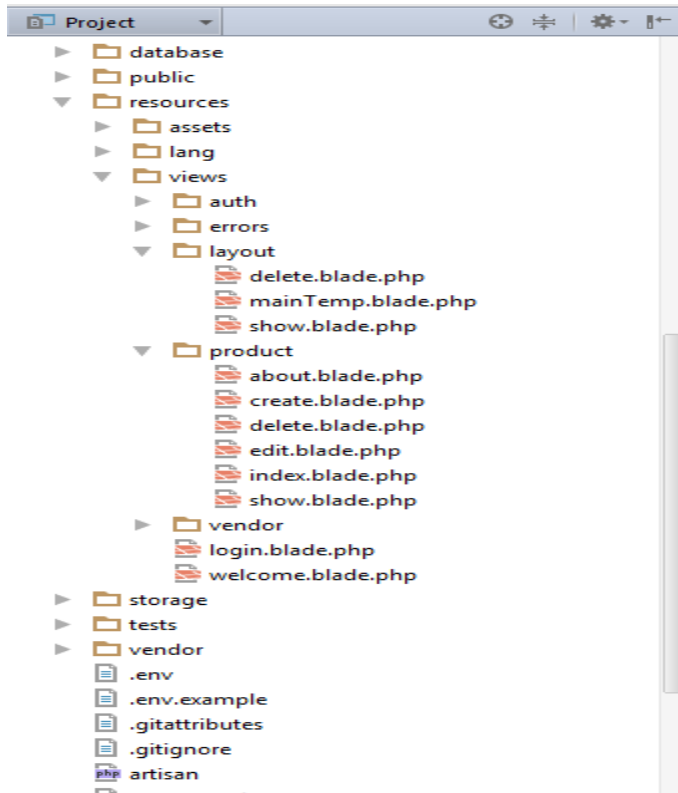 Project
database
public
resources
assets
lang
views
auth
errors
layout
delete.blade.php
mainTemp.blade.php
show.blade.php
product
about.blade.php
create.blade.php
delete.blade.php
edit.blade.php
index.blade.php
show.blade.php
vendor
login.blade.php
welcome.blade.php
storage
tests
vendor
.env
.env.example
.gitattributes
.gitignore
php artisan